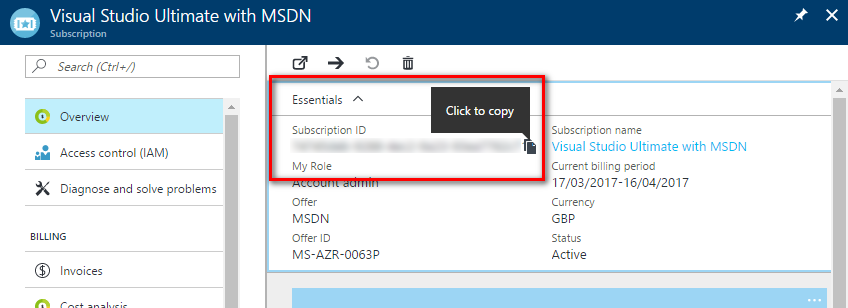 Visual Studio Ultimate with MSDN
Subscription
Search (Ctrl+/)
Overview
Access control (IAM)
Diagnose and solve problems
BILLING
Invoices
Cost analysis
Essentials
Click to copy
Subscription ID
My Role
Account admin
Offer
MSDN
Offer ID
MS-AZR-0063P
Subscription name
Visual Studio Ultimate with MSDN
Current billing period
17/03/2017-16/04/2017
Currency
GBP
Status
Active